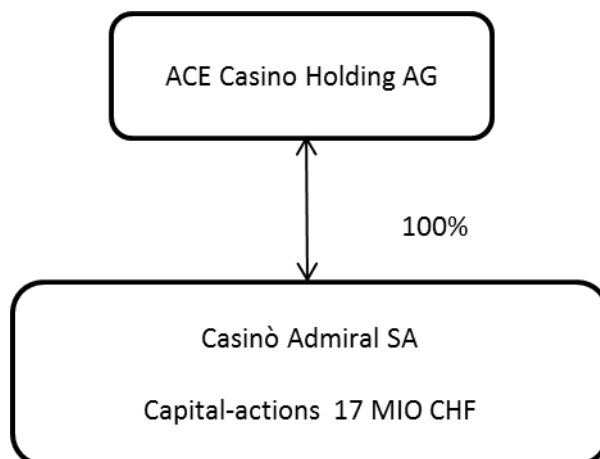 ACE Casino Holding AG
100%
Casinò Admiral SA
Capital-actions 17 MIO CHF